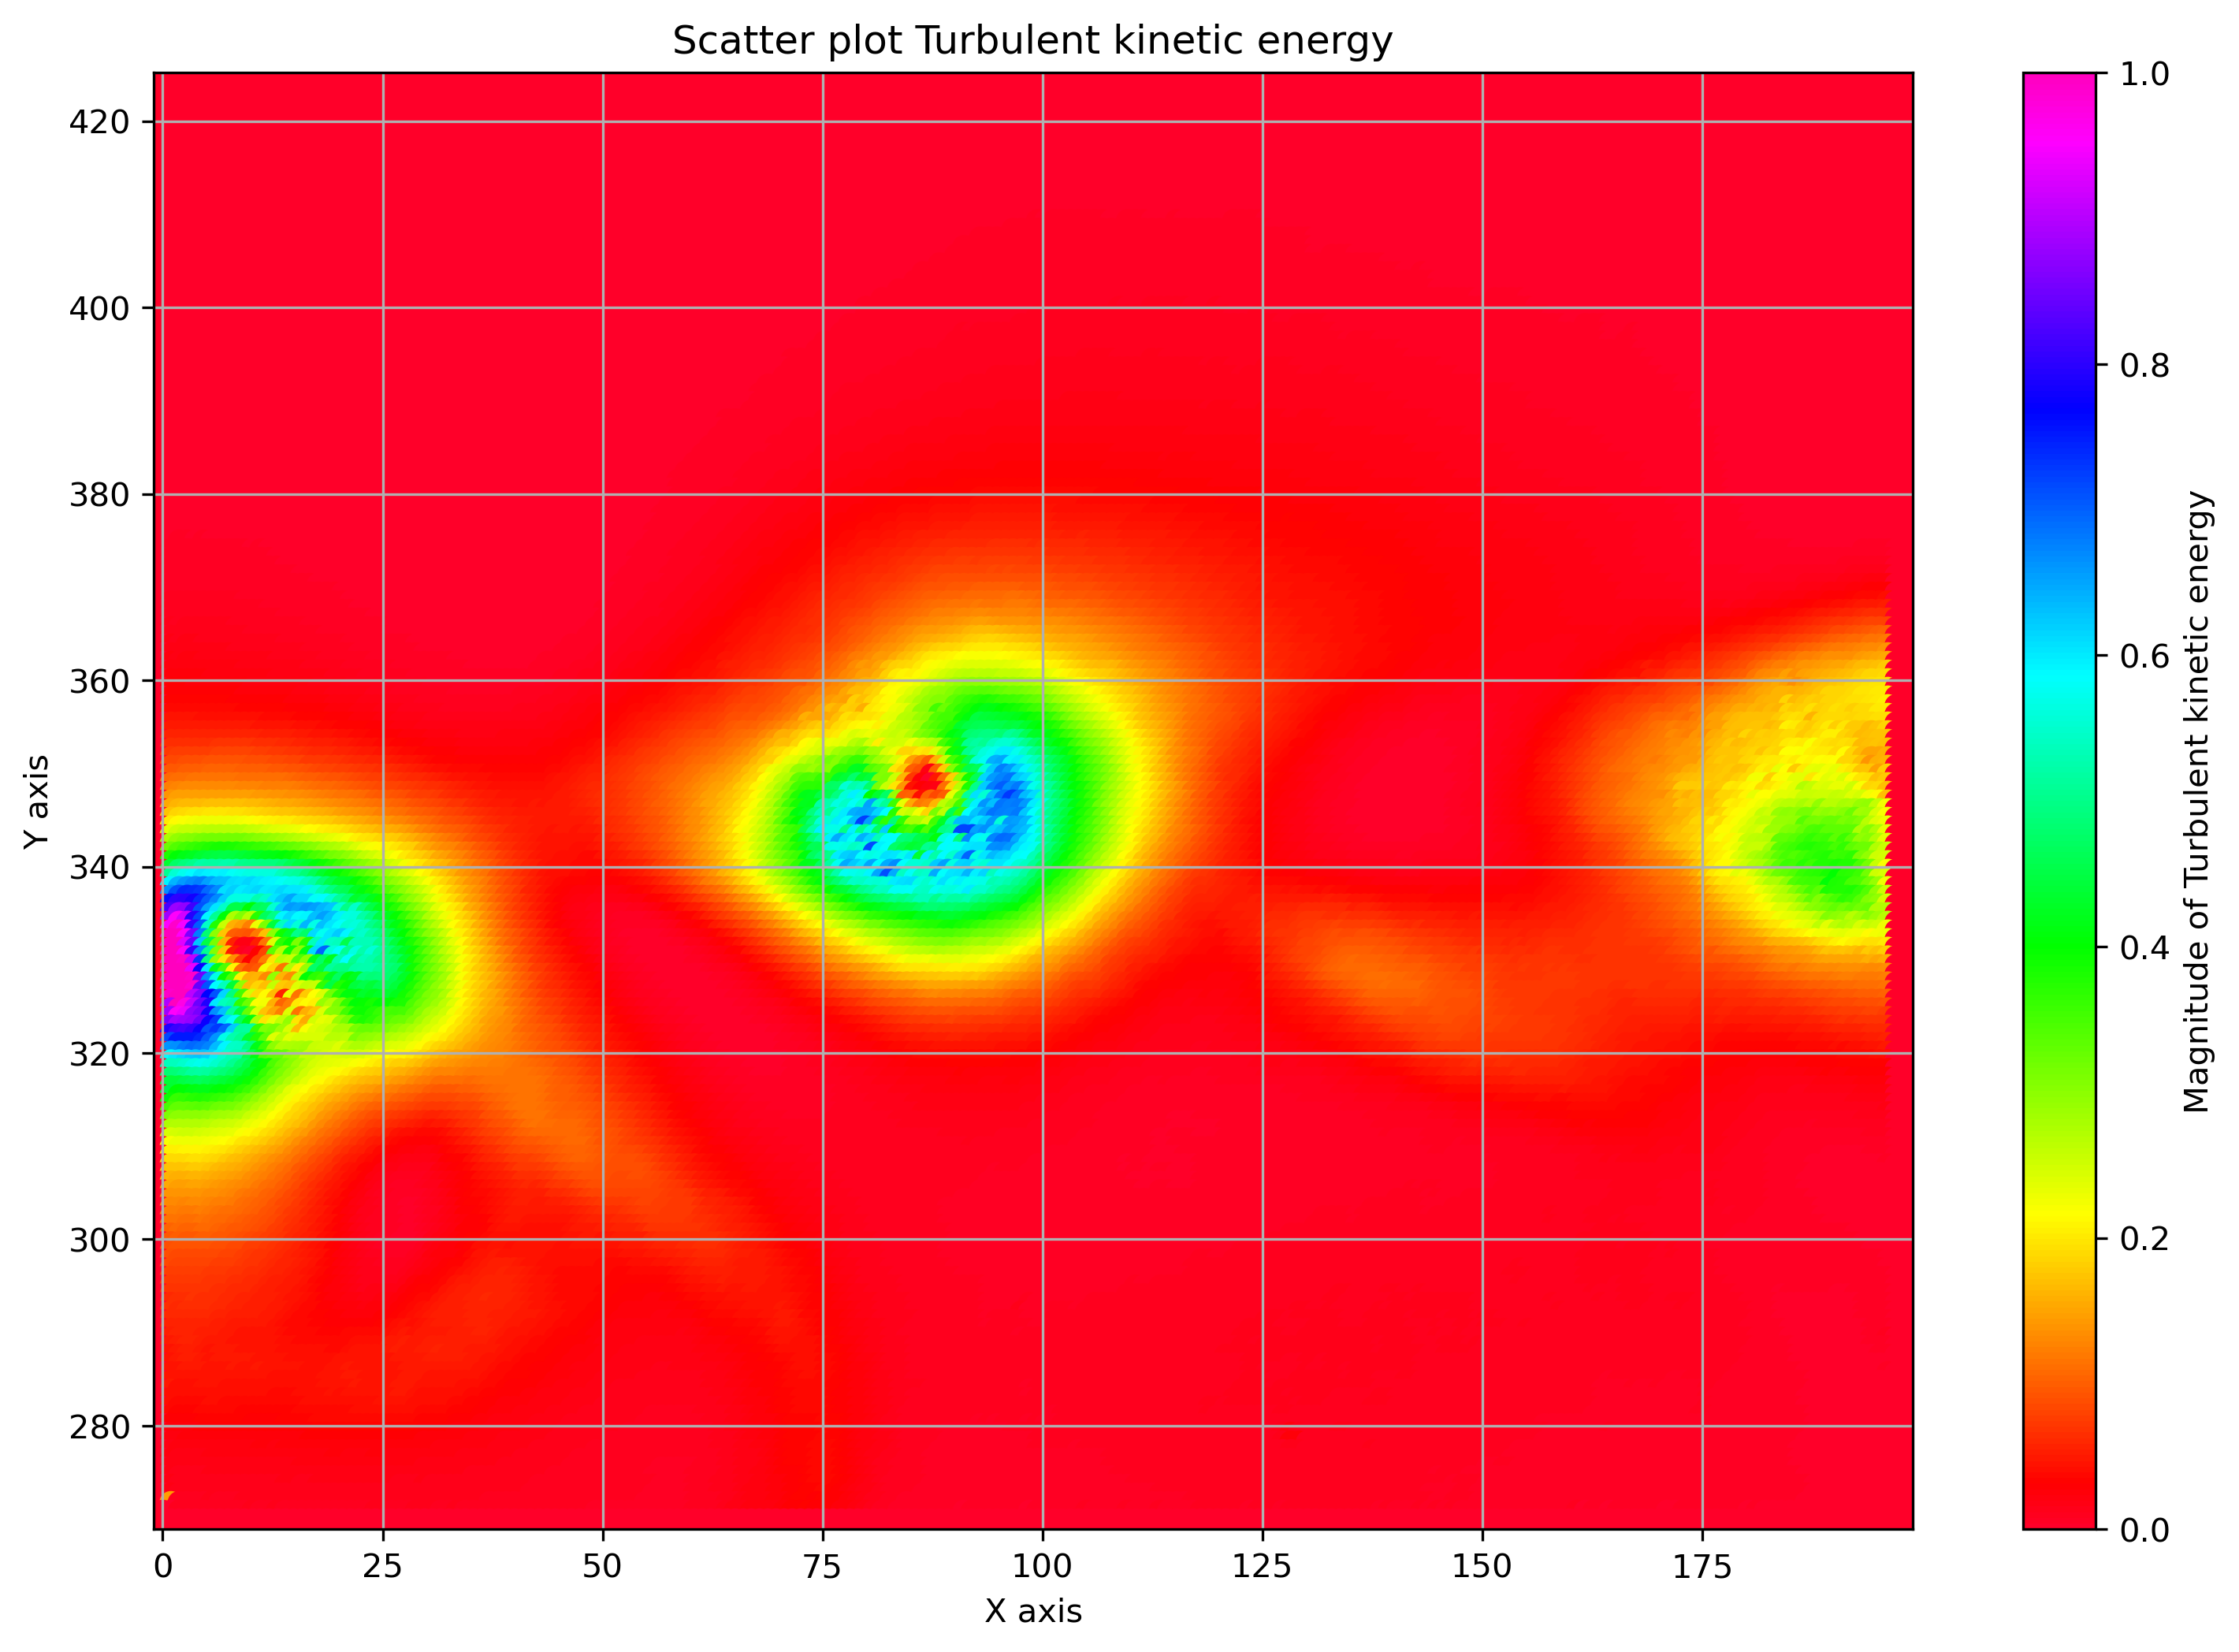 Scatter plot Turbulent kinetic energy
420
400
380
360
340
320
300
280
Y axis
0 25 50 75 100 125 150 175
X axis
1.0
0.8
0.6
0.4
0.2
0.0
Magnitude of Turbulent kinetic energy